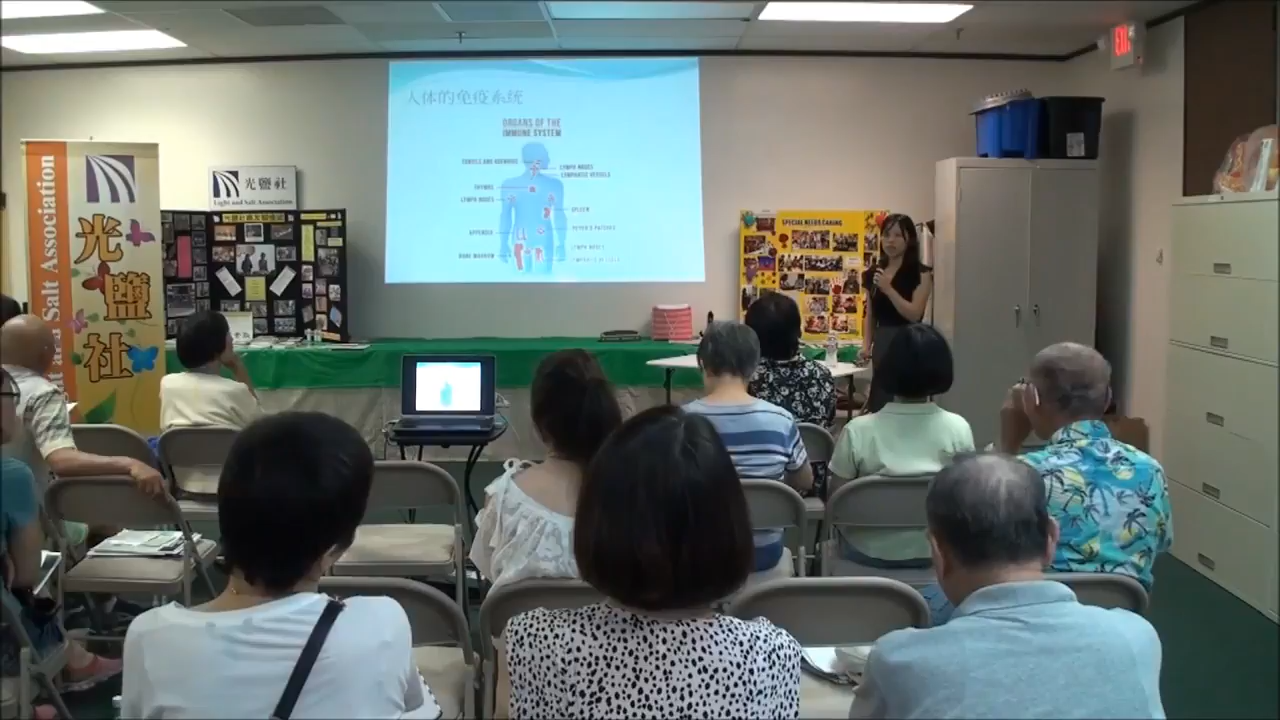 人体的免疫系统
ORGANS OF THE
IMMUNE SYSTEM
TONSILS AND ADENOIDS
LYMPH NODES
LYMPHATIC VESSELS
THYMUS
LYMPH NODES
SPLEEN
APPENDIX
PEYER'S PATCHES
BONE MARROW
LYMPH NODES
LYMPHATIC VESSELS
EXIT
光鹽社
Light and Salt Association
Salt Association
光
鹽
社
SPECIAL NEEDS CARING